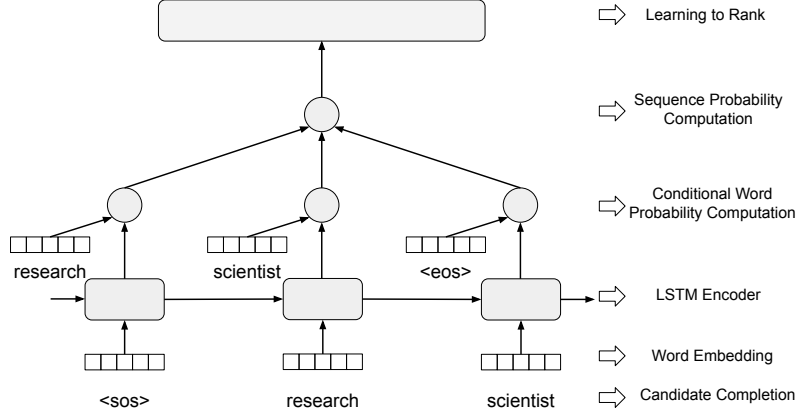 Learning to Rank
Sequence Probability
Computation
Conditional Word
Probability Computation
research
scientist
<eos>
LSTM Encoder
Word Embedding
<sos>
research
scientist
Candidate Completion